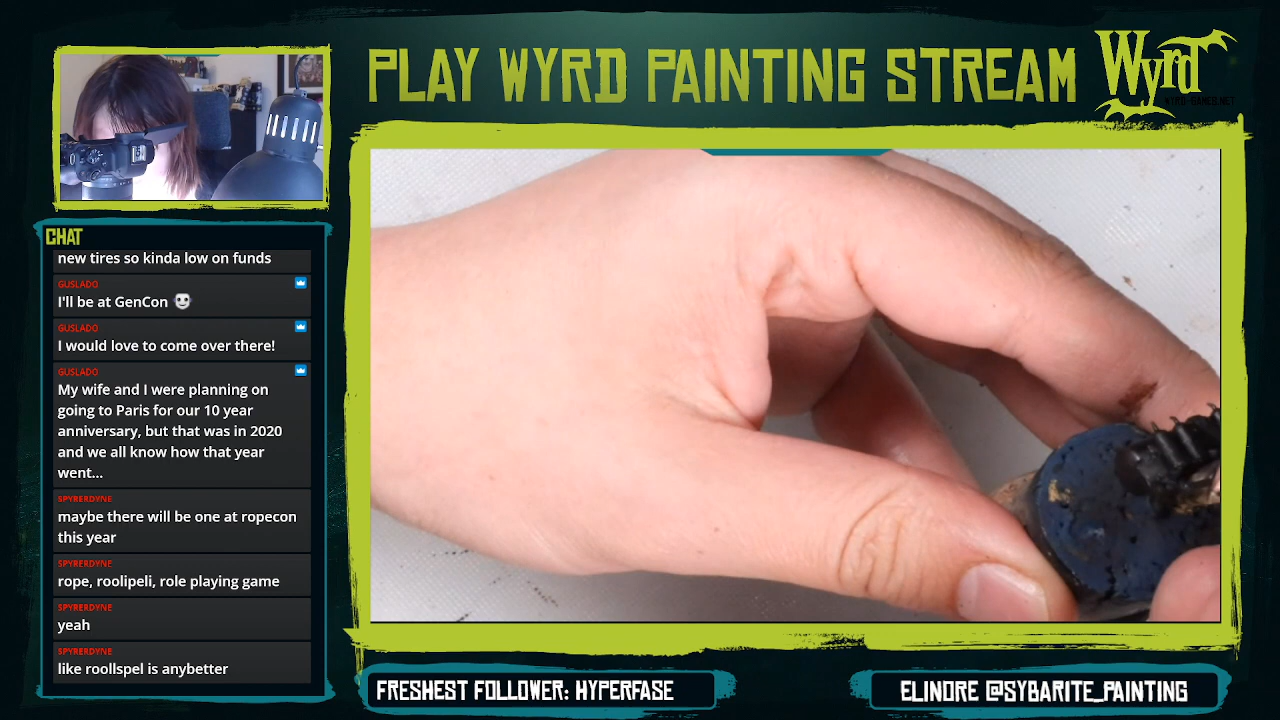 PLAY WYRD PAINTING STREAM
Wyrd
WYRD-GAMES.NET
CHAT
new tires so kinda low on funds
GUSLADO
I'll be at GenCon
GUSLADO
I would love to come over there!
GUSLADO
My wife and I were planning on
going to Paris for our 10 year
anniversary, but that was in 2020
and we all know how that year
went...
SPYRERDYNE
maybe there will be one at ropecon
this year
SPYRERDYNE
rope, roolipeli, role playing game
SPYRERDYNE
yeah
SPYRERDYNE
like roollspel is anybetter
FRESHEST FOLLOWER: HYPERFASE
ELINORE @SYBARITE_PAINTING